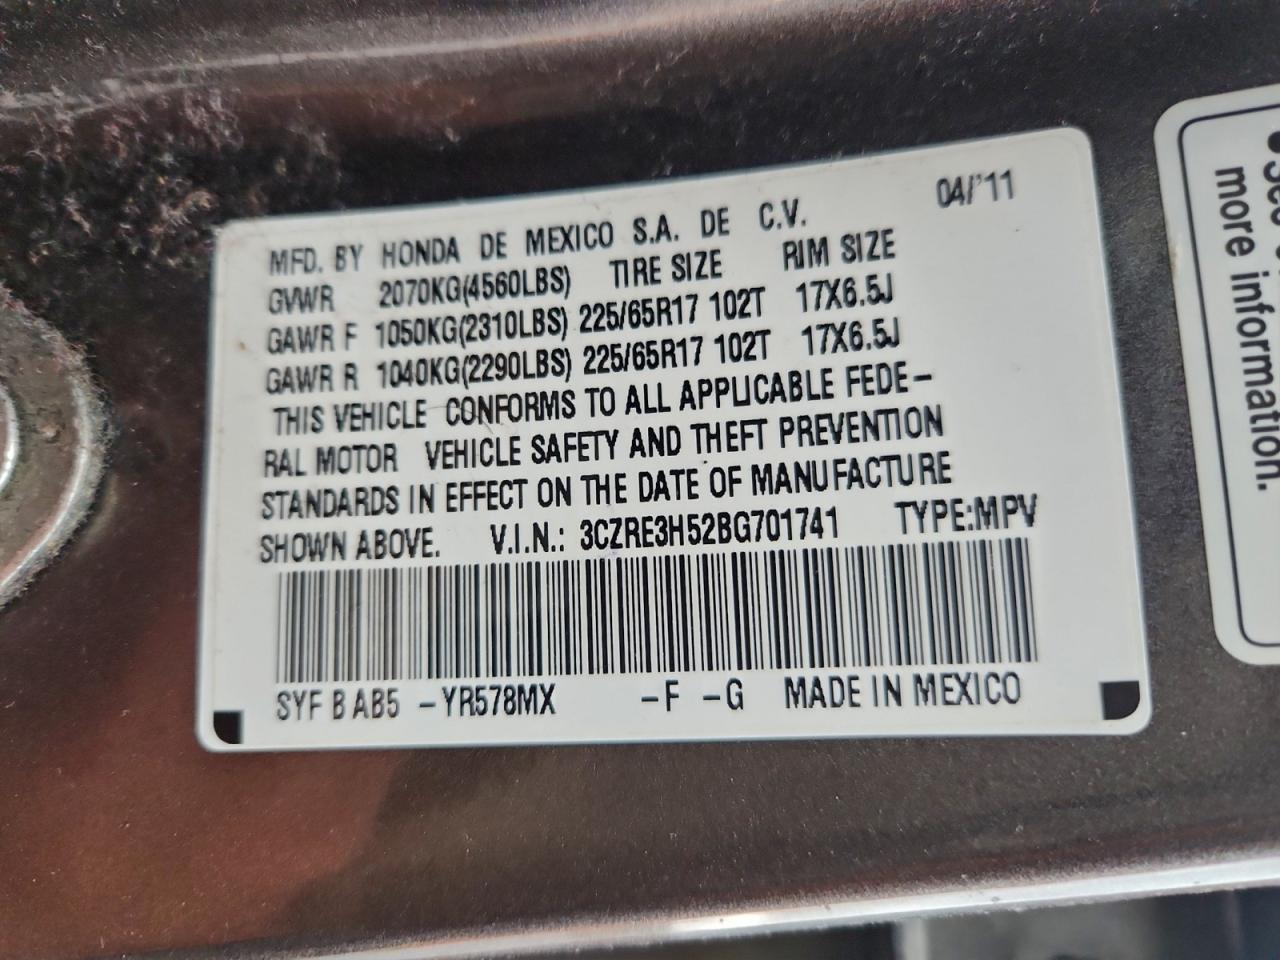 MFD. BY HONDA DE MEXICO S.A. DE C.V. 04/'11
GVWR 2070KG(4560LBS) TIRE SIZE RIM SIZE
GAWR F 1050KG(2310LBS) 225/65R17 102T 17X6.5J
GAWR R 1040KG(2290LBS) 225/65R17 102T 17X6.5J
THIS VEHICLE CONFORMS TO ALL APPLICABLE FEDE-
RAL MOTOR VEHICLE SAFETY AND THEFT PREVENTION
STANDARDS IN EFFECT ON THE DATE OF MANUFACTURE
SHOWN ABOVE. V.I.N.: 3CZRE3H52BG701741 TYPE:MPV
SYF B AB5 -YR578MX -F -G MADE IN MEXICO
more information.